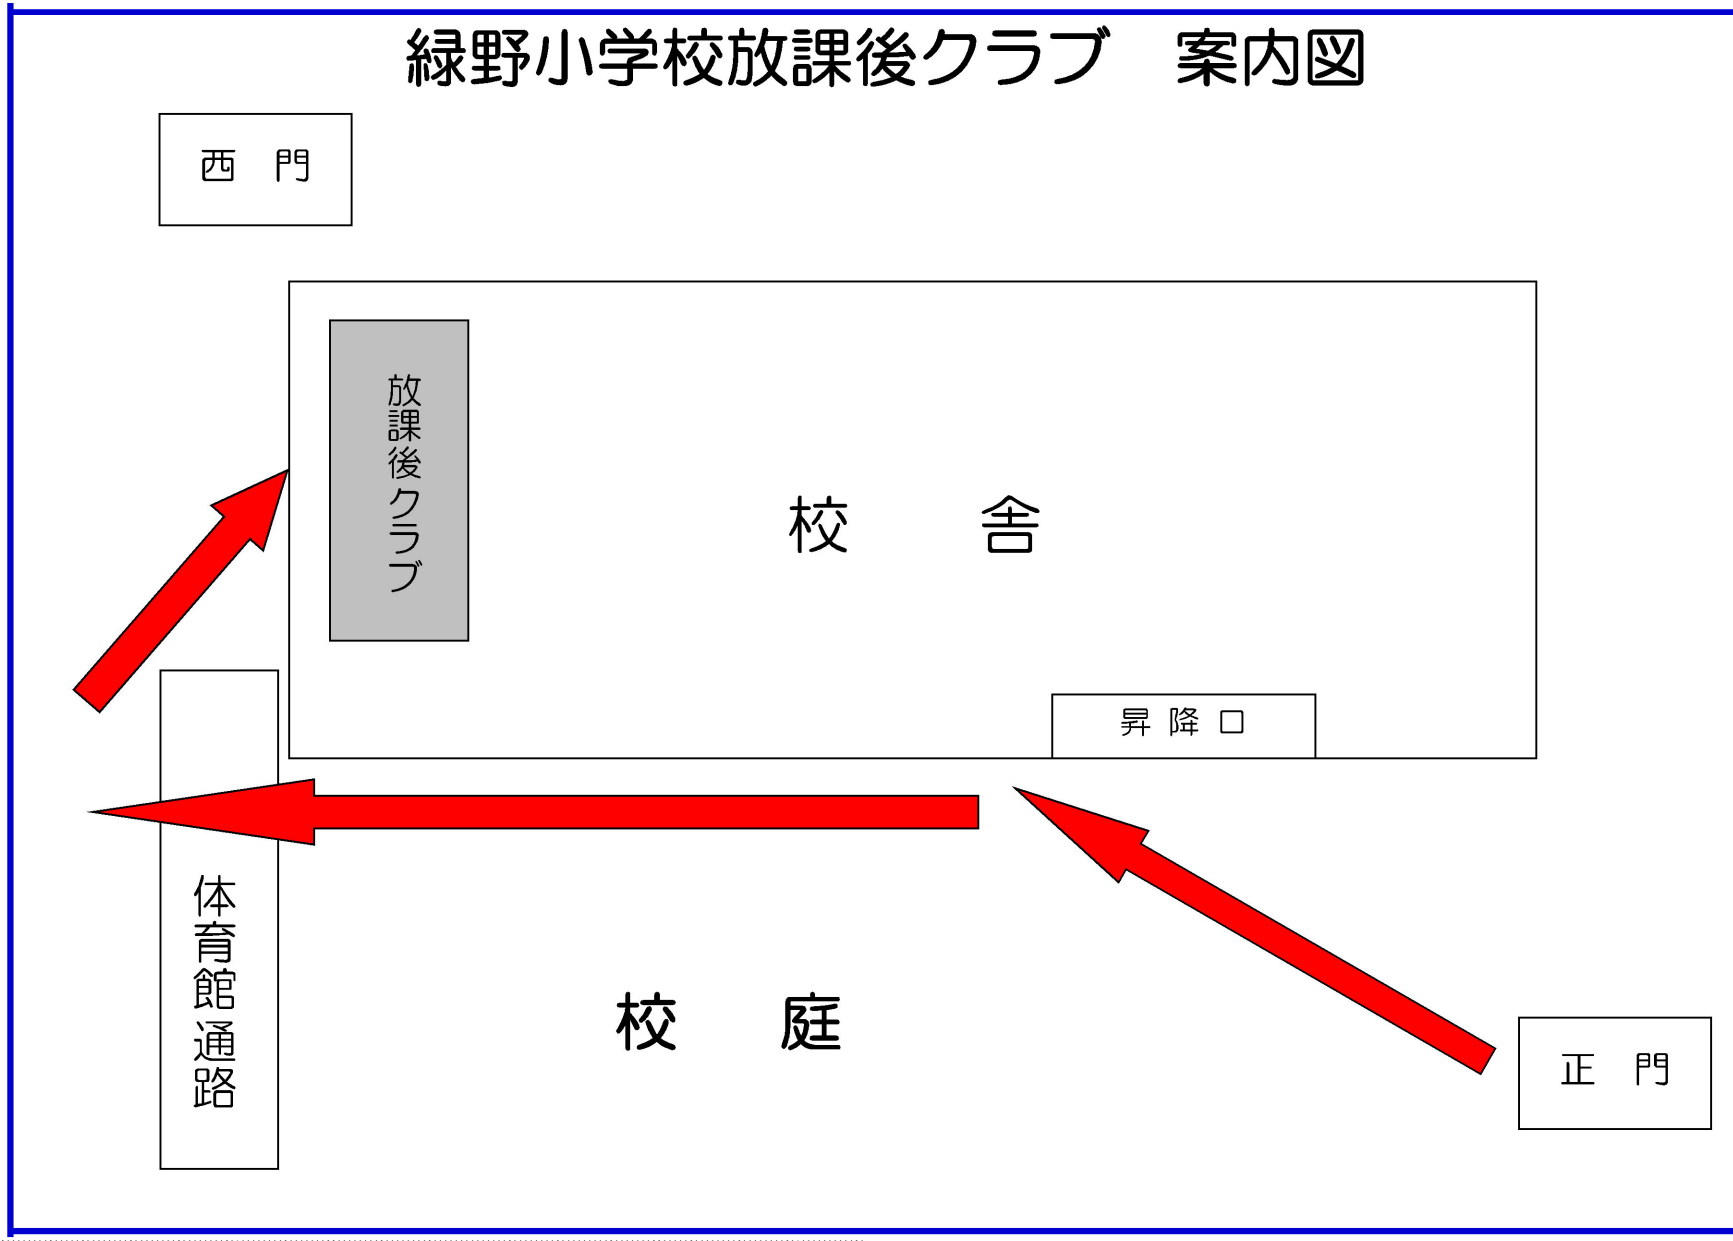 緑野小学校放課後クラブ　案内図
西　門
放課後クラブ
校　　舎
昇 降 口
体育館通路
校　庭
正　門